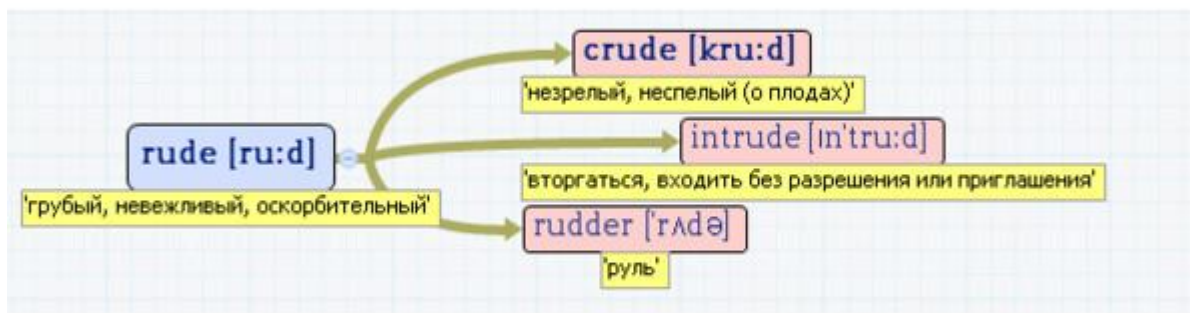 crude [kru:d]
'незрелый, неспелый (о плодах)'
intrude [ɪn'tru:d]
'вторгаться, входить без разрешения или приглашения'
rude [ru:d]
'грубый, невежливый, оскорбительный'
rudder ['rʌdə]
'руль'